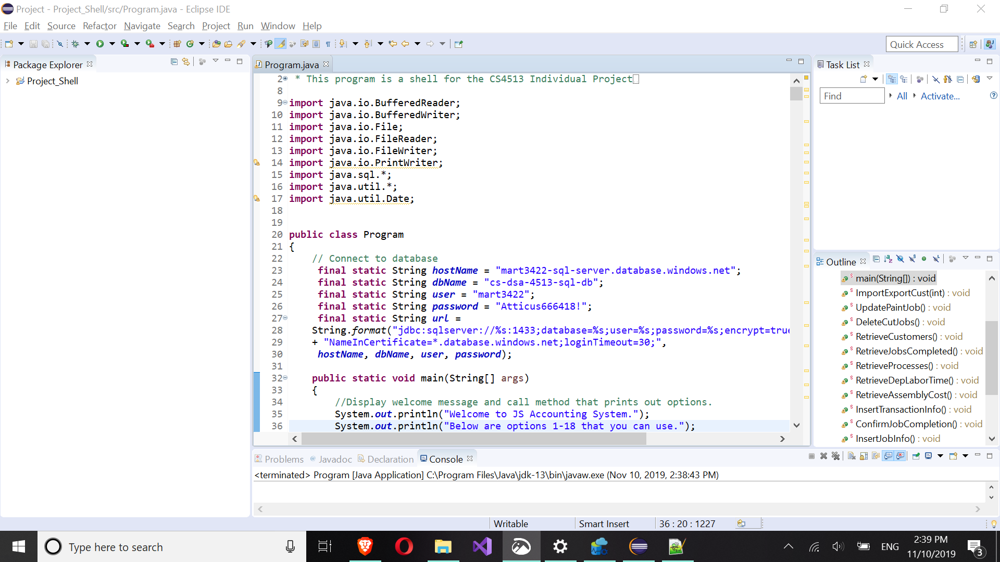 Project - Project_Shell/src/Program.java - Eclipse IDE
File Edit Source Refactor Navigate Search Project Run Window Help
Quick Access
Package Explorer
Project_Shell
Program.java
2 * This program is a shell for the CS4513 Individual Project
8
9 import java.io.BufferedReader;
10 import java.io.BufferedWriter;
11 import java.io.File;
12 import java.io.FileReader;
13 import java.io.FileWriter;
14 import java.io.PrintWriter;
15 import java.sql.*;
16 import java.util.*;
17 import java.util.Date;
18
19
20 public class Program
21 {
22 // Connect to database
23 final static String hostName = "mart3422-sql-server.database.windows.net";
24 final static String dbName = "cs-dsa-4513-sql-db";
25 final static String user = "mart3422";
26 final static String password = "Atticus666418!";
27 final static String url =
28 String.format("jdbc:sqlserver://%s:1433;database=%s;user=%s;password=%s;encrypt=true
29 + "NameInCertificate=*.database.windows.net;loginTimeout=30;",
30 hostName, dbName, user, password);
31
32 public static void main(String[] args)
33 {
34 //Display welcome message and call method that prints out options.
35 System.out.println("Welcome to JS Accounting System.");
36 System.out.println("Below are options 1-18 that you can use.");
Task List
Find All Activate...
Outline
main(String[]) : void
ImportExportCust(int) : void
UpdatePaintJob() : void
DeleteCutJobs() : void
RetrieveCustomers() : void
RetrieveJobsCompleted() : void
RetrieveProcesses() : void
RetrieveDepLaborTime() : void
RetrieveAssemblyCost() : void
InsertTransactionInfo() : void
ConfirmJobCompletion() : void
InsertJobInfo() : void
Problems @ Javadoc Declaration Console
<terminated> Program [Java Application] C:\Program Files\Java\jdk-13\bin\javaw.exe (Nov 10, 2019, 2:38:43 PM)
Writable Smart Insert 36 : 20 : 1227
Type here to search
ENG
2:39 PM
11/10/2019
3